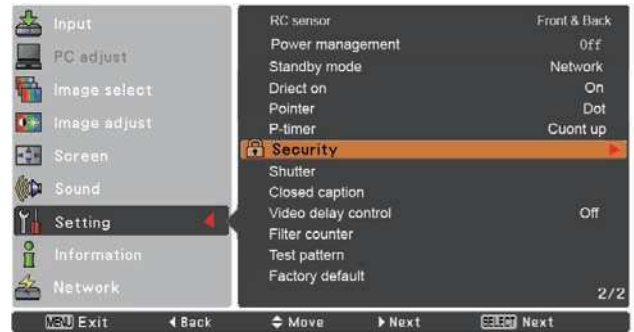 Input
PC adjust
Image select
Image adjust
Screen
Sound
Setting
Information
Network
RC sensor Front & Back
Power management Off
Standby mode Network
Driect on On
Pointer Dot
P-timer Cuont up
Security
Shutter
Closed caption
Video delay control Off
Filter counter
Test pattern
Factory default
2/2
MENU Exit Back Move Next SELECT Next